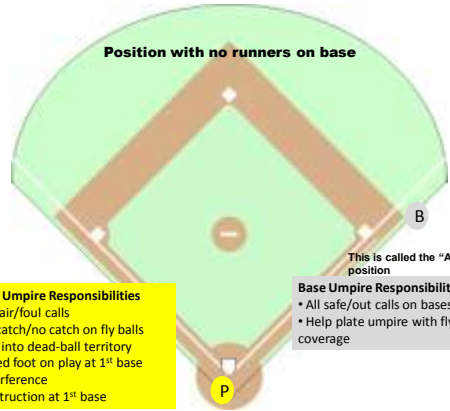 Position with no runners on base
B
This is called the "A
position
Umpire Responsibilities
air/foul calls
catch/no catch on fly balls
into dead-ball territory
ed foot on play at 1st base
erference
truction at 1st base
Base Umpire Responsibilit
• All safe/out calls on bases
• Help plate umpire with fly
coverage
P